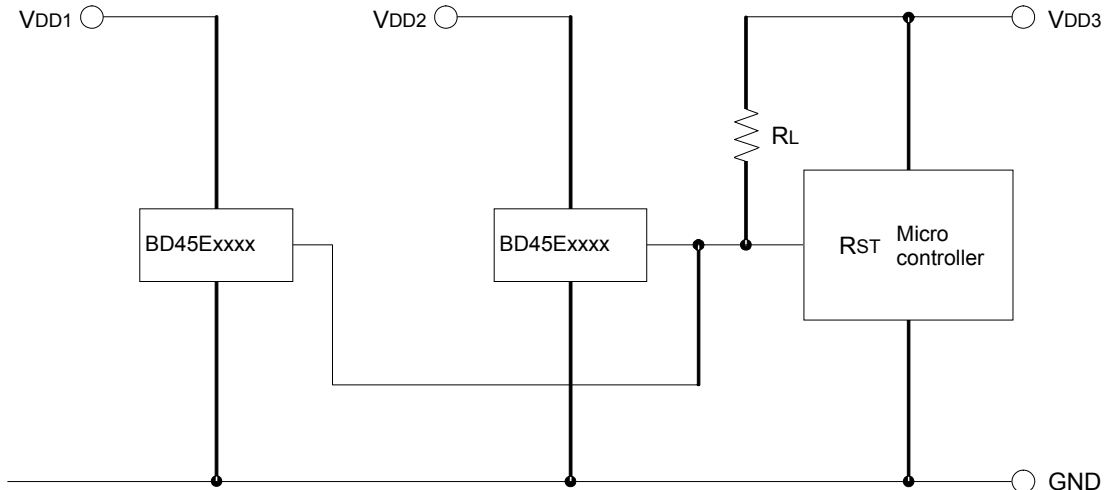 VDD1
VDD2
VDD3
RL
BD45Exxxx
BD45Exxxx
RST
Micro
controller
GND